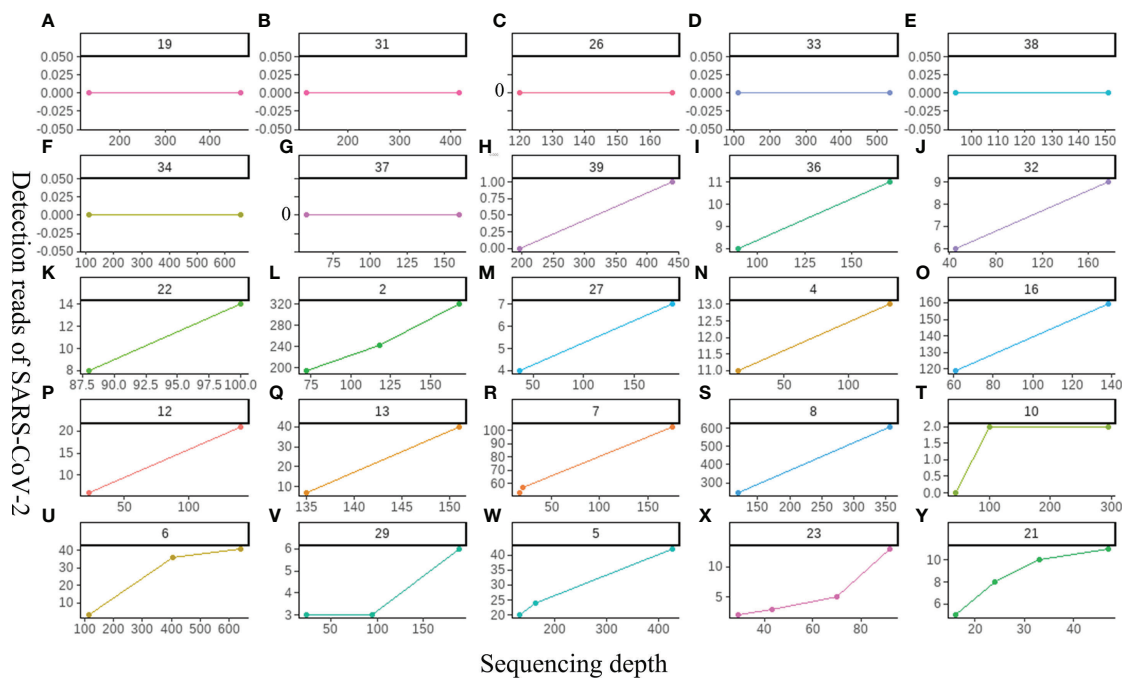 A B C D E
19 31 26 33 38
0.050 0.050 0.050 0.050
0.025 0.025 0.025 0.025
0.000 0.000 0 0.000 0.000
-0.025 -0.025 -0.025 -0.025
-0.050 -0.050 -0.050 -0.050
200 300 400 200 300 400 120 130 140 150 160 100 200 300 400 500 100 110 120 130 140 150
F G H I J
34 37 39 36 32
0.050 1.00 11 9
0.025 0.75 10 8
0.000 0 0.50 9 7
-0.025 0.25 8 6
-0.050 0.00
100 200 300 400 500 600 75 100 125 150 200 250 300 350 400 450 100 125 150 40 80 120 160
K L M N O
22 2 27 4 16
14 320 7 13.0 160
12 280 6 12.5 150
10 240 5 12.0 140
8 200 4 11.5 130
11.0 120
87.5 90.0 92.5 95.0 97.5 100.0 75 100 125 150 50 100 150 50 100 60 80 100 120 140
P Q R S T
12 13 7 8 10
20 40 100 600 2.0
15 30 90 500 1.5
10 20 80 400 1.0
10 70 300 0.5
60 0.0
50 100 135 140 145 150 50 100 150 150 200 250 300 350 100 200 300
U V W X Y
6 29 5 23 21
40 6 40 10 10
30 5 35 5 8
20 4 30 6
10 3 25
20
100 200 300 400 500 600 50 100 150 200 300 400 40 60 80 20 30 40
Detection reads of SARS-CoV-2
Sequencing depth